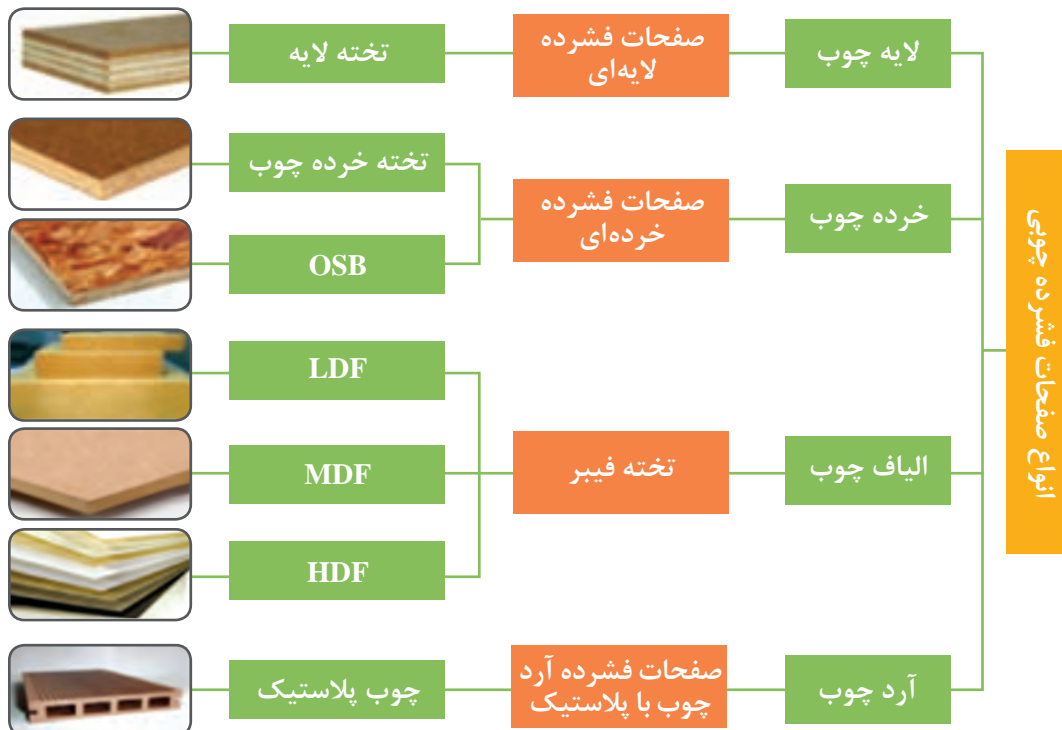 انواع صفحات فشرده چوبی
لایه چوب
صفحات فشرده
لایه‌ای
تخته لایه
خرده چوب
صفحات فشرده
خرده‌ای
تخته خرده چوب
OSB
الیاف چوب
تخته فیبر
LDF
MDF
HDF
آرد چوب
صفحات فشرده آرد
چوب با پلاستیک
چوب پلاستیک